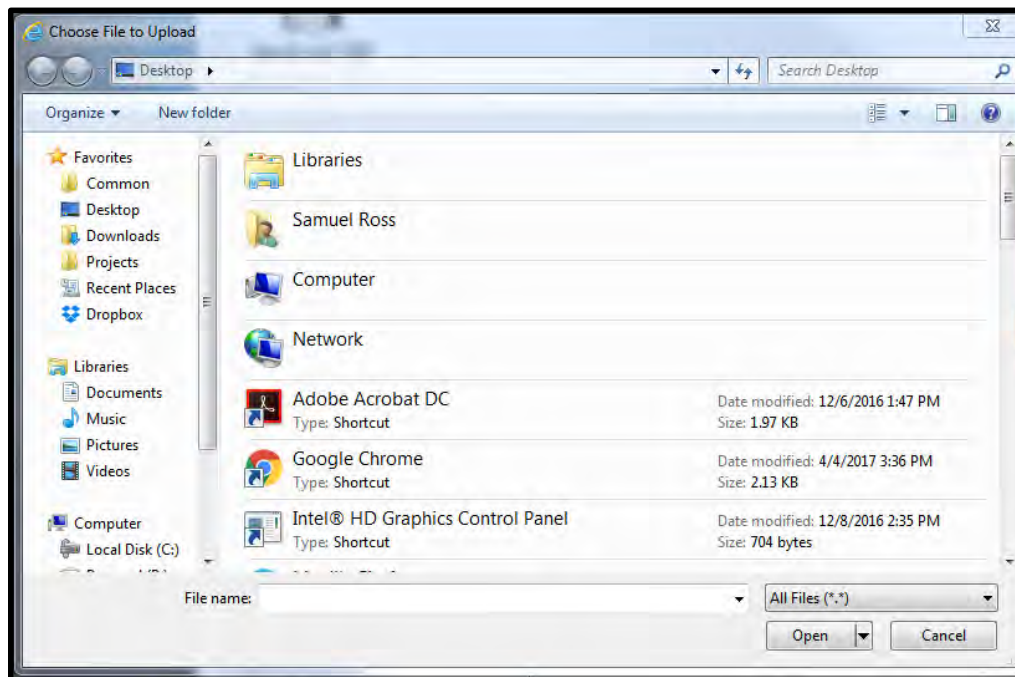 Choose File to Upload
Desktop
Search Desktop
Organize
New folder
Favorites
Common
Desktop
Downloads
Projects
Recent Places
Dropbox
Libraries
Documents
Music
Pictures
Videos
Computer
Local Disk (C:)
Libraries
Samuel Ross
Computer
Network
Adobe Acrobat DC
Type: Shortcut
Date modified: 12/6/2016 1:47 PM
Size: 1.97 KB
Google Chrome
Type: Shortcut
Date modified: 4/4/2017 3:36 PM
Size: 2.13 KB
Intel® HD Graphics Control Panel
Type: Shortcut
Date modified: 12/8/2016 2:35 PM
Size: 704 bytes
File name:
All Files (*.*)
Open
Cancel